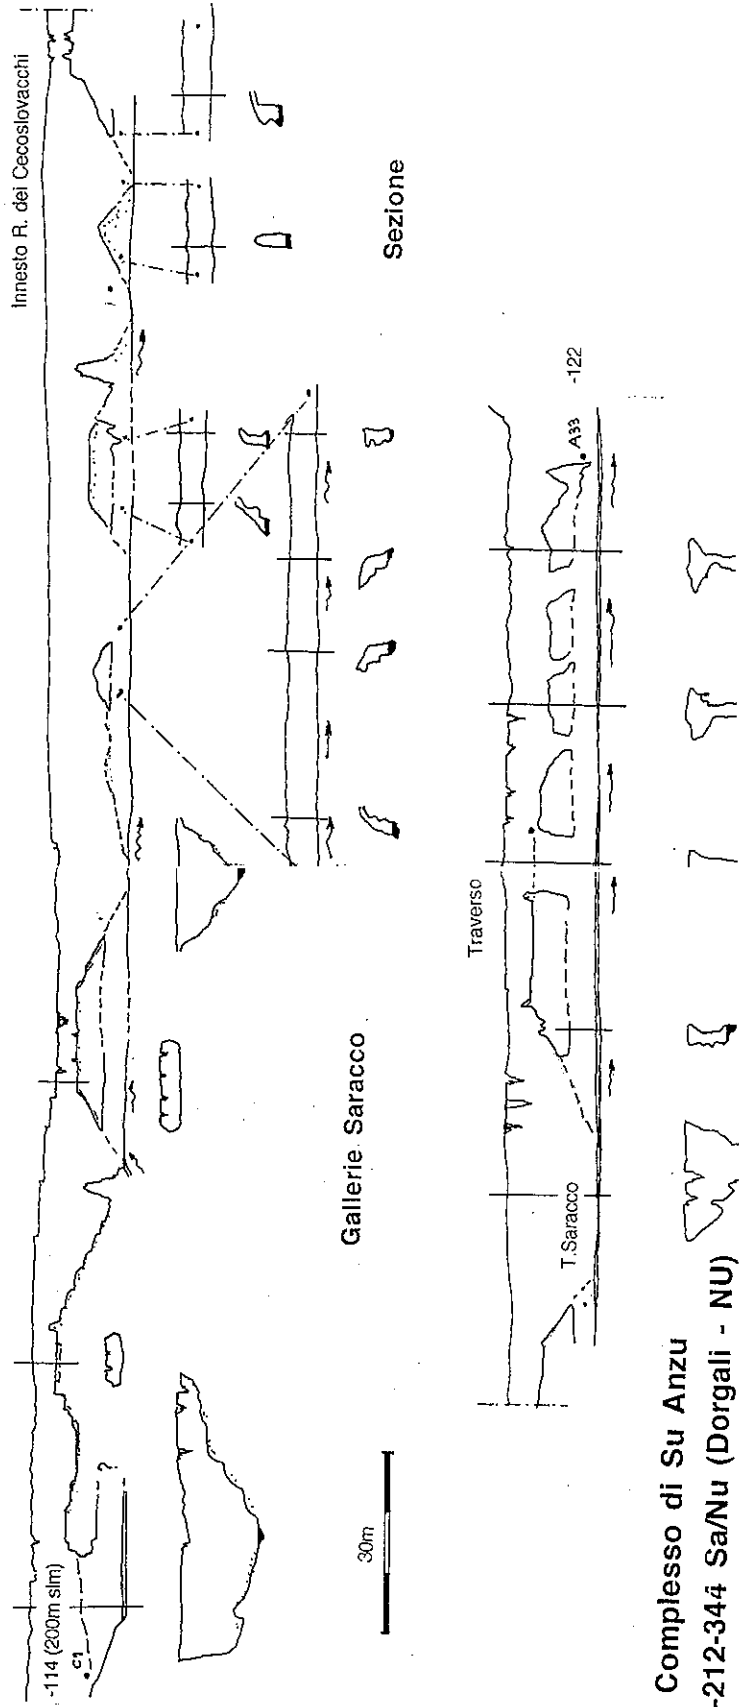 Innesto R. dei Cecoslovacchi
Sezione
Gallerie Saracco
-114 (200m slm)
C1
?
30m
Traverso
T.Saracco
A33
-122
Complesso di Su Anzu
-212-344 Sa/Nu (Dorgali - NU)